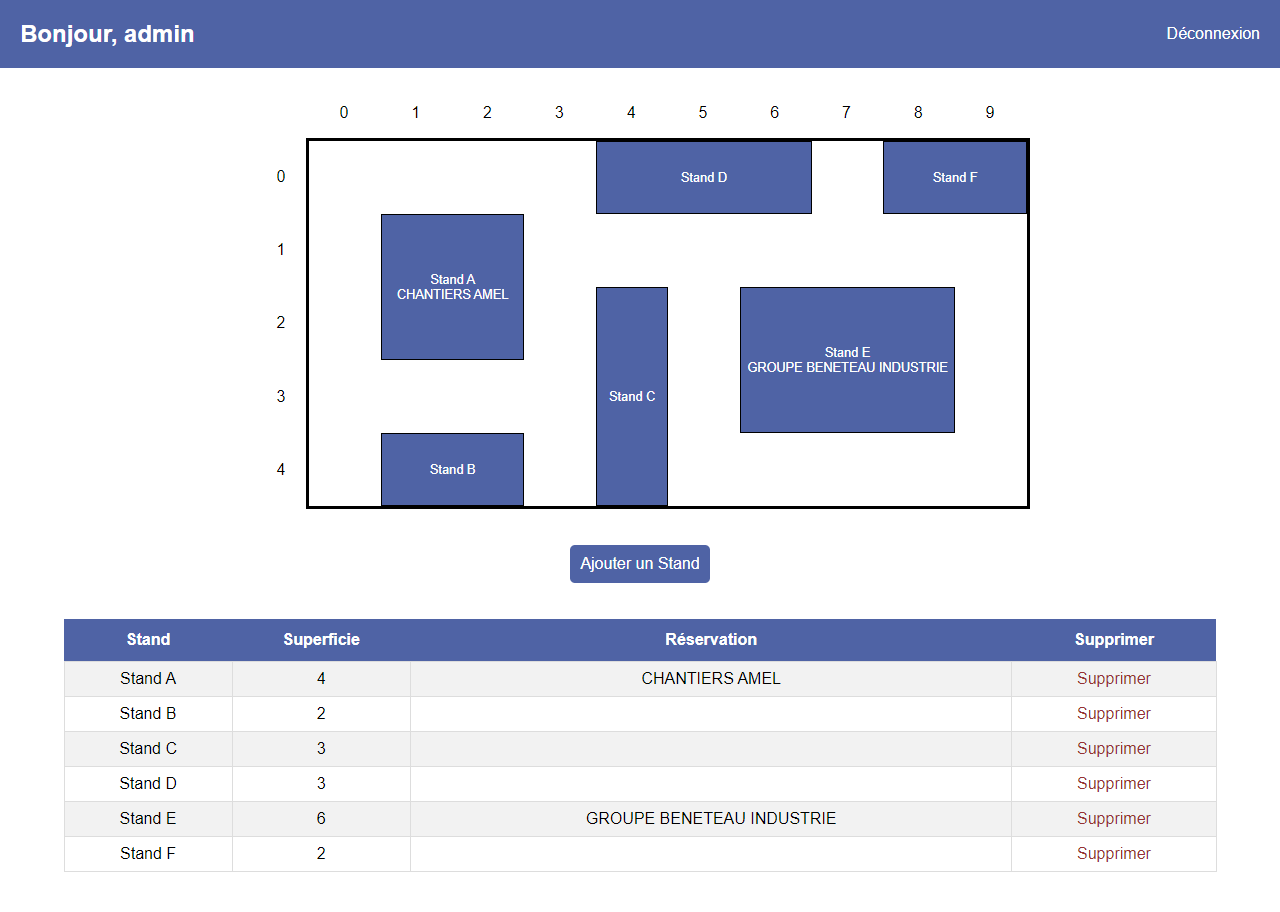 Bonjour, admin
Déconnexion
0 1 2 3 4 5 6 7 8 9
0
Stand D
Stand F
1
Stand A
CHANTIERS AMEL
2
Stand E
GROUPE BENETEAU INDUSTRIE
3
Stand C
4
Stand B
Ajouter un Stand
Stand Superficie Réservation Supprimer
Stand A 4 CHANTIERS AMEL Supprimer
Stand B 2 Supprimer
Stand C 3 Supprimer
Stand D 3 Supprimer
Stand E 6 GROUPE BENETEAU INDUSTRIE Supprimer
Stand F 2 Supprimer